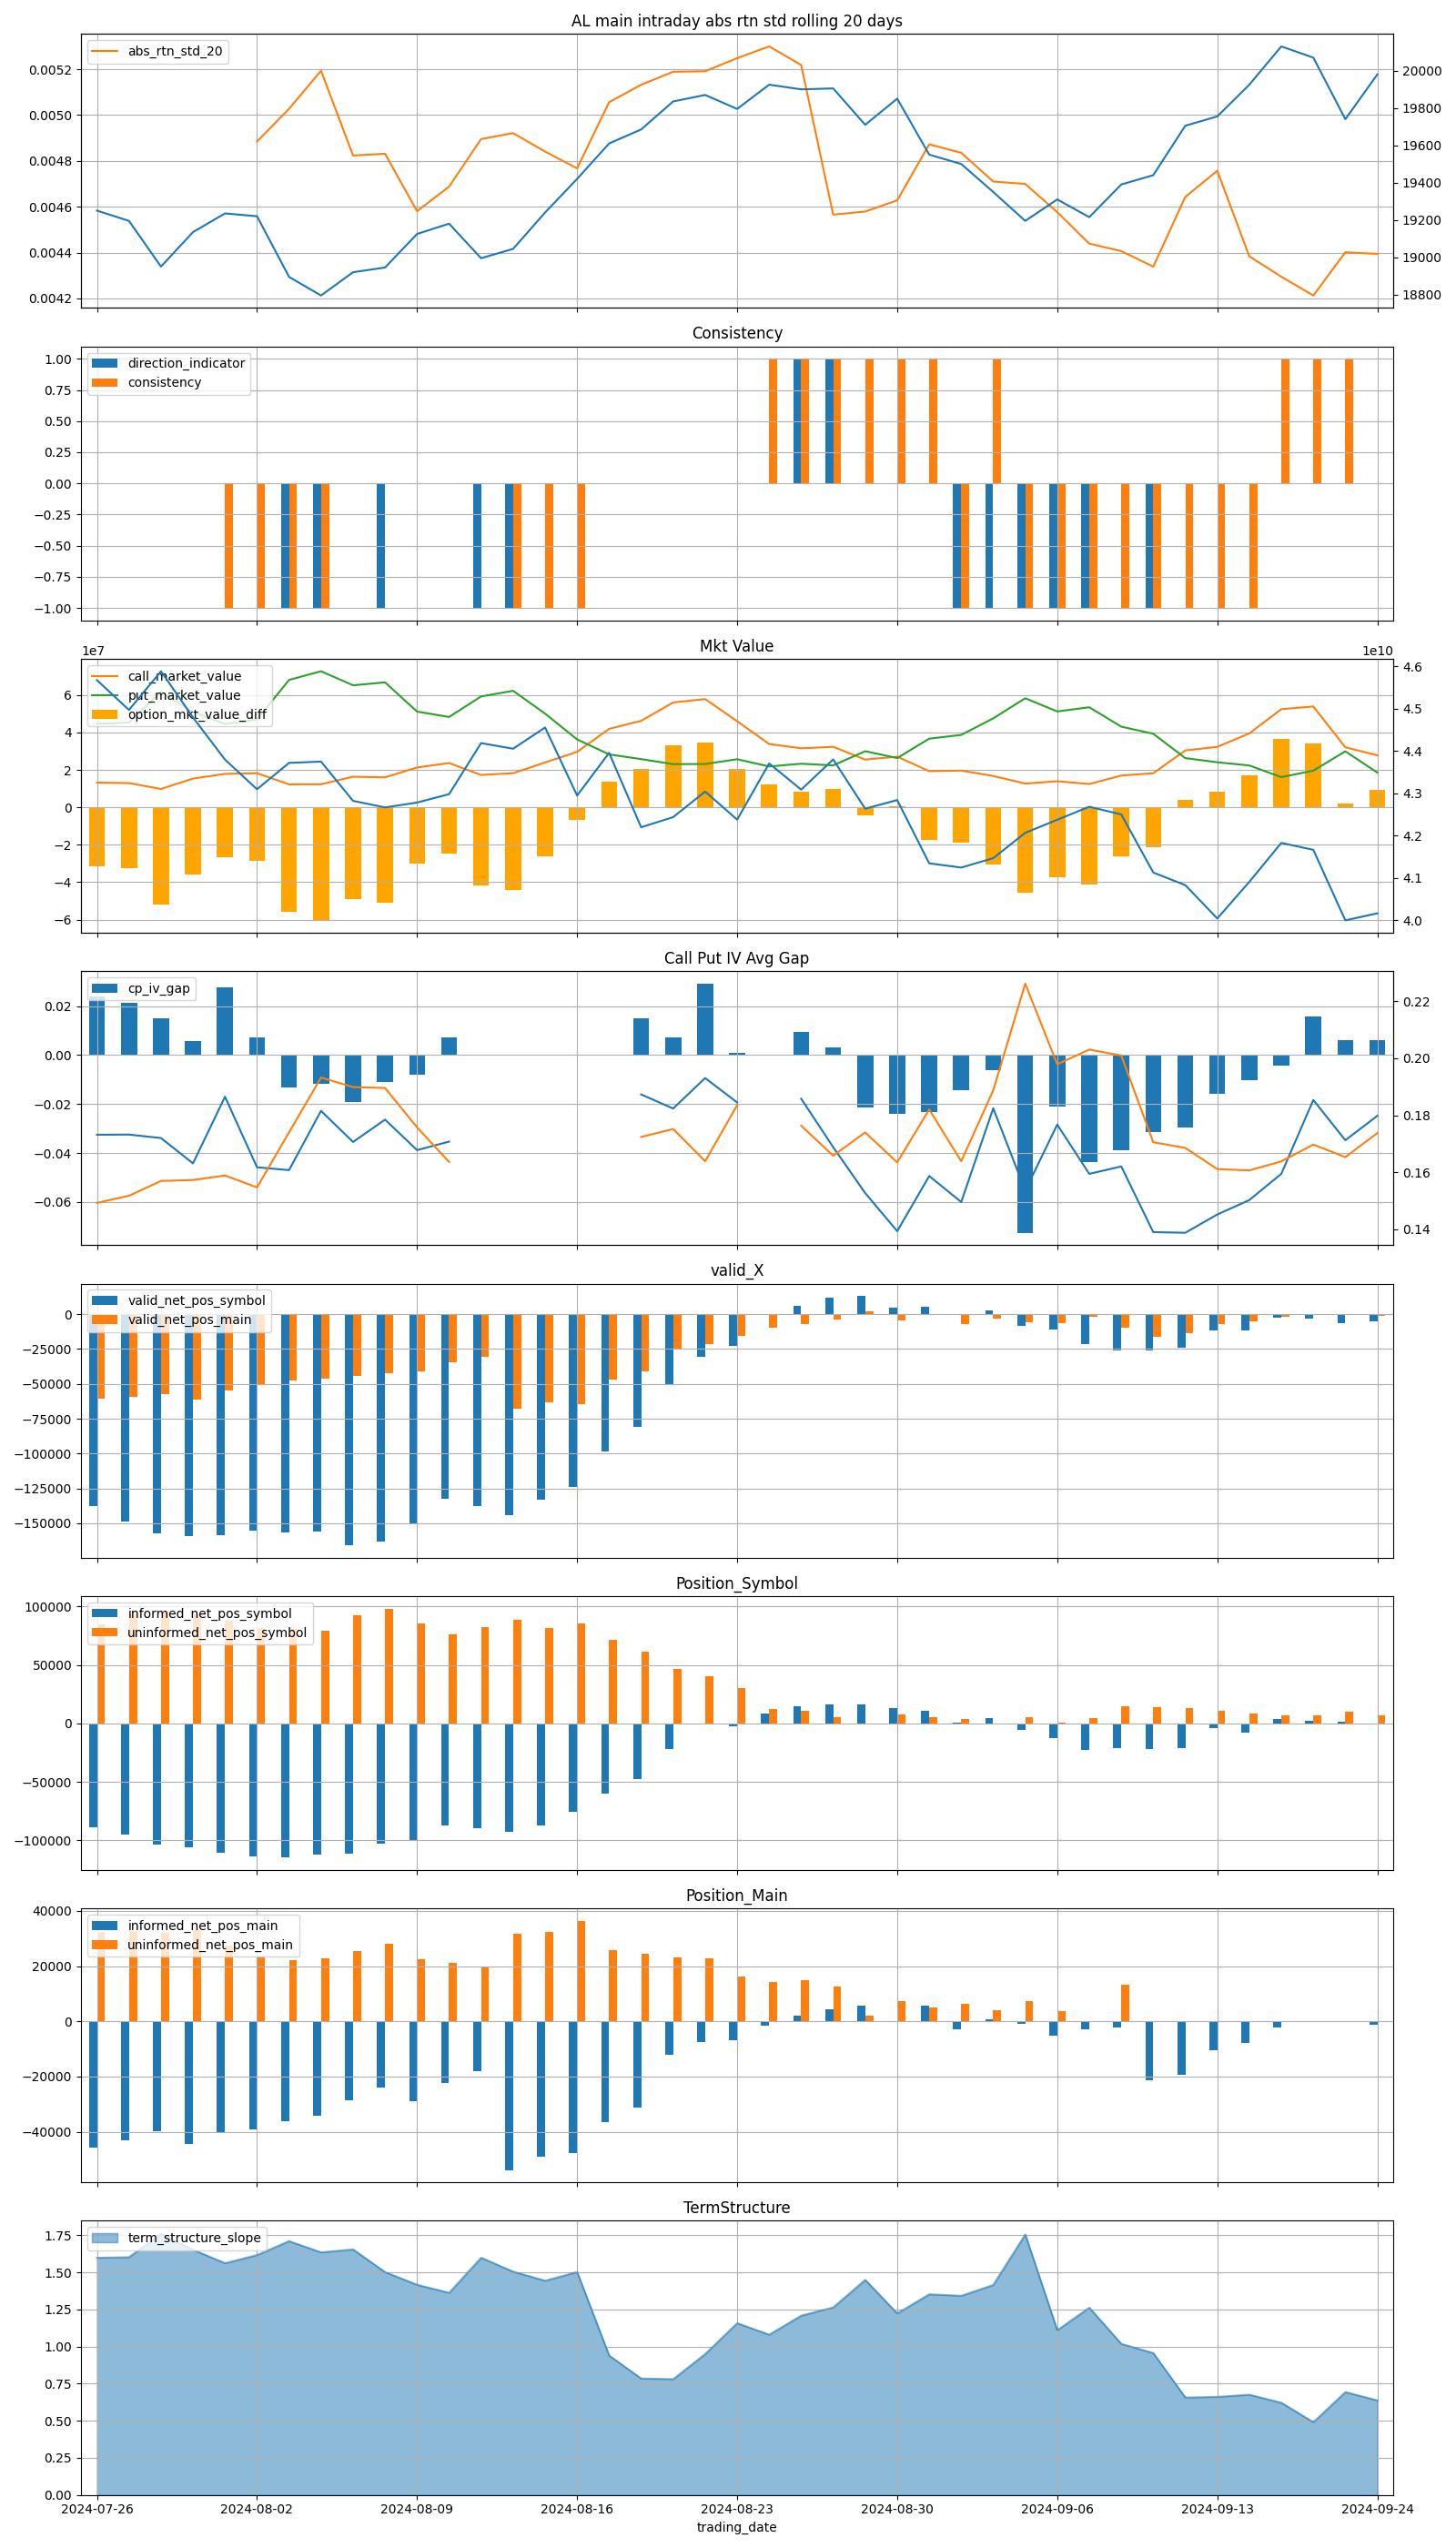 AL main intraday abs rtn std rolling 20 days
abs_rtn_std_20
0.0052
0.0050
0.0048
0.0046
0.0044
0.0042
20000
19800
19600
19400
19200
19000
18800
Consistency
direction_indicator
consistency
1.00
0.75
0.50
0.25
0.00
−0.25
−0.50
−0.75
−1.00
Mkt Value
1e7
1e10
call_market_value
put_market_value
option_mkt_value_diff
6
4
2
0
−2
−4
−6
4.6
4.5
4.4
4.3
4.2
4.1
4.0
Call Put IV Avg Gap
cp_iv_gap
0.02
0.00
−0.02
−0.04
−0.06
0.22
0.20
0.18
0.16
0.14
valid_X
valid_net_pos_symbol
valid_net_pos_main
0
−25000
−50000
−75000
−100000
−125000
−150000
Position_Symbol
informed_net_pos_symbol
uninformed_net_pos_symbol
100000
50000
0
−50000
−100000
Position_Main
informed_net_pos_main
uninformed_net_pos_main
40000
20000
0
−20000
−40000
TermStructure
term_structure_slope
1.75
1.50
1.25
1.00
0.75
0.50
0.25
0.00
2024-07-26 2024-08-02 2024-08-09 2024-08-16 2024-08-23 2024-08-30 2024-09-06 2024-09-13 2024-09-24
trading_date